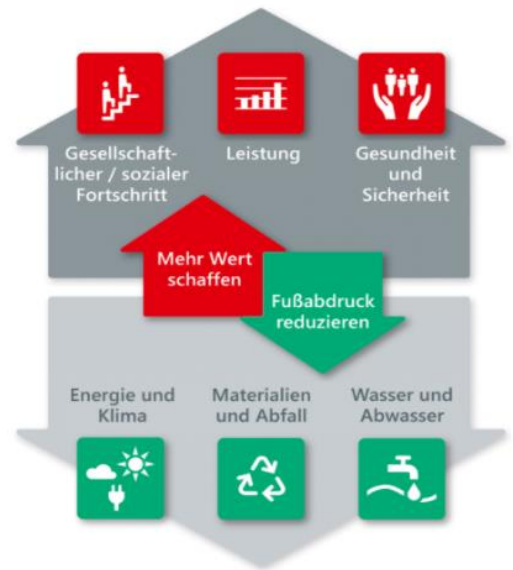 Gesellschaft-
licher / sozialer
Fortschritt
Leistung
Gesundheit
und
Sicherheit
Mehr Wert
schaffen
Fußabdruck
reduzieren
Energie und
Klima
Materialien
und Abfall
Wasser und
Abwasser